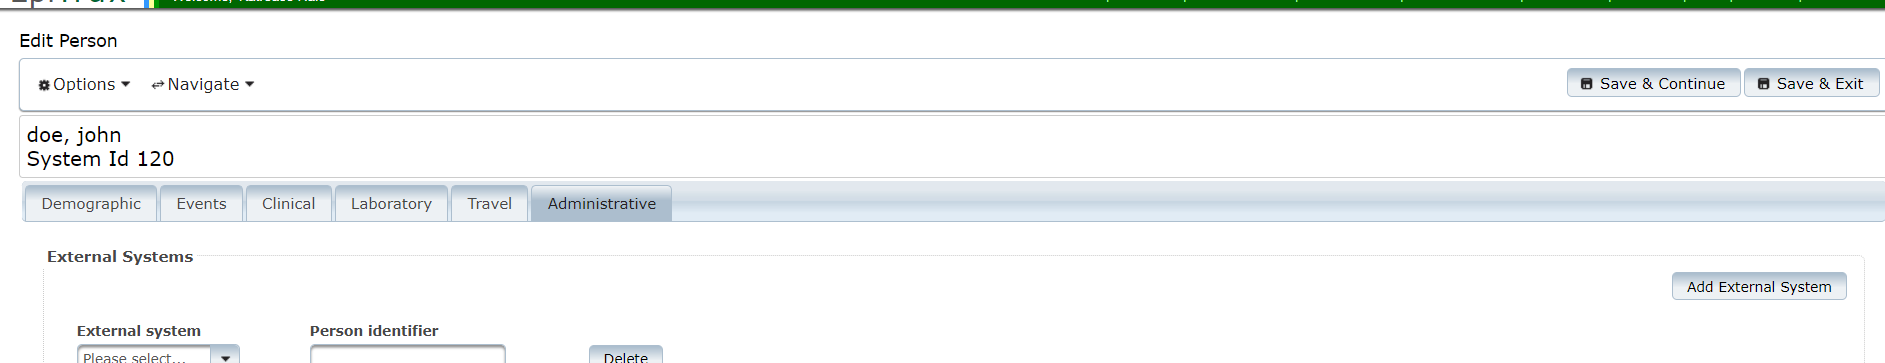 Edit Person
Options Navigate Save & Continue Save & Exit
doe, john
System Id 120
Demographic Events Clinical Laboratory Travel Administrative
External Systems
Add External System
External system Person identifier
Please select... Delete